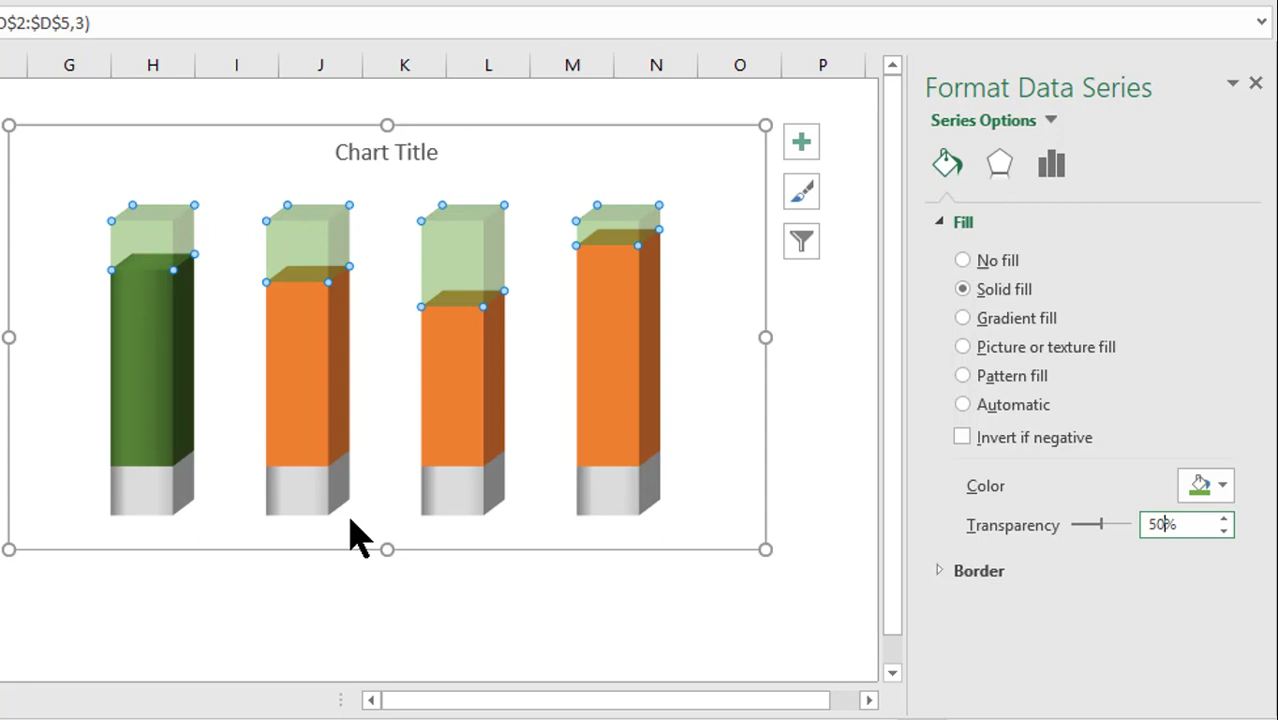 D$2:$D$5,3)
G H I J K L M N O P
Chart Title
Format Data Series
Series Options
Fill
No fill
Solid fill
Gradient fill
Picture or texture fill
Pattern fill
Automatic
Invert if negative
Color
Transparency 50%
Border